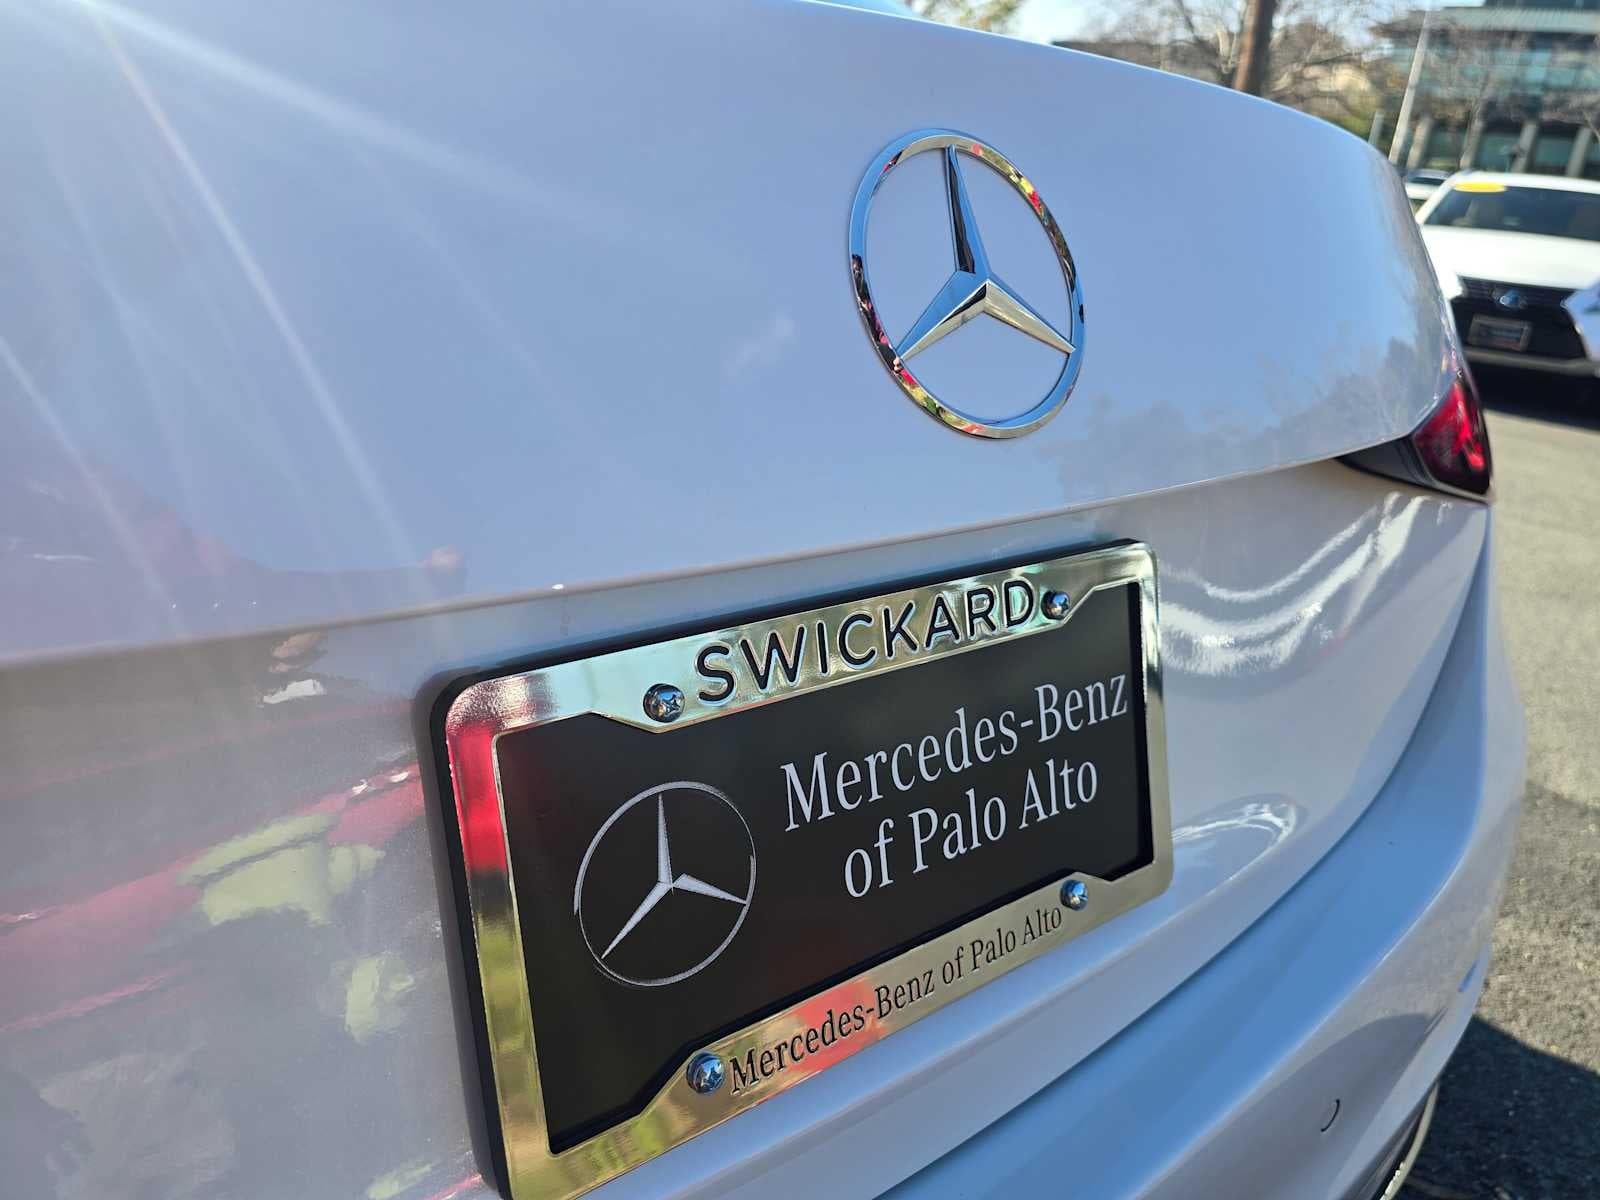 SWICKARD
Mercedes-Benz
of Palo Alto
Mercedes-Benz of Palo Alto